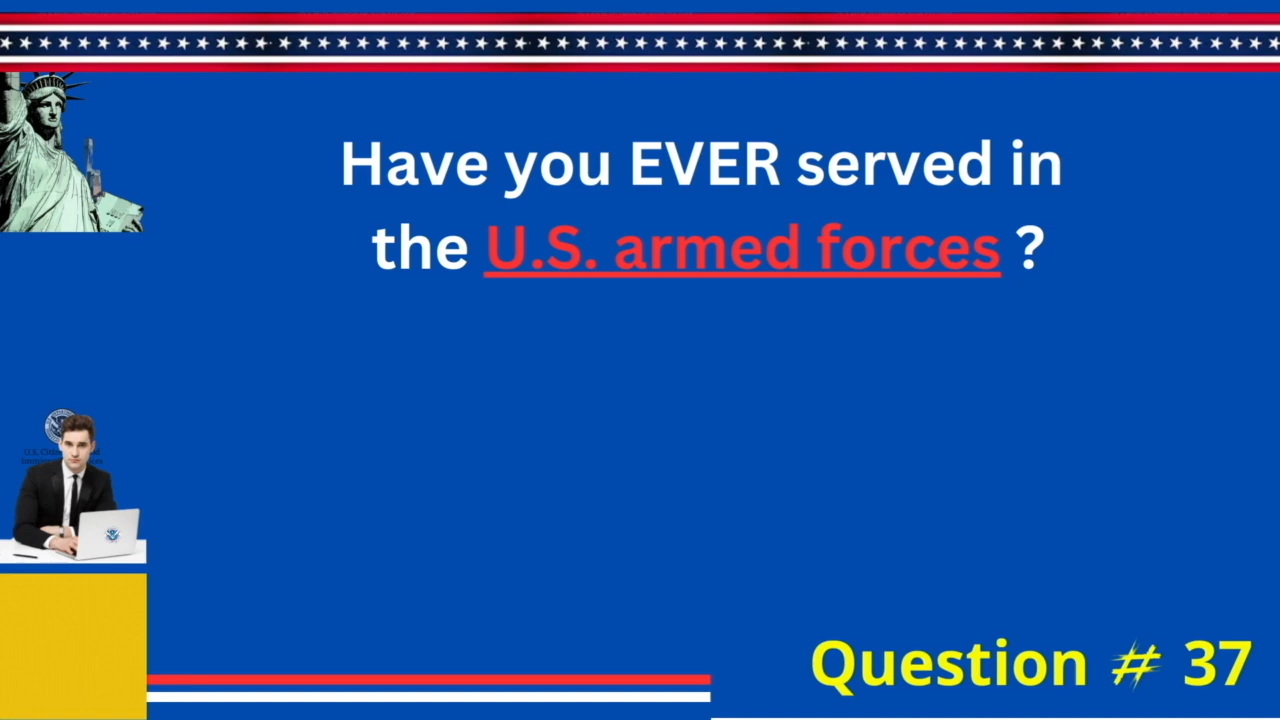 Have you EVER served in
the U.S. armed forces ?
Question # 37